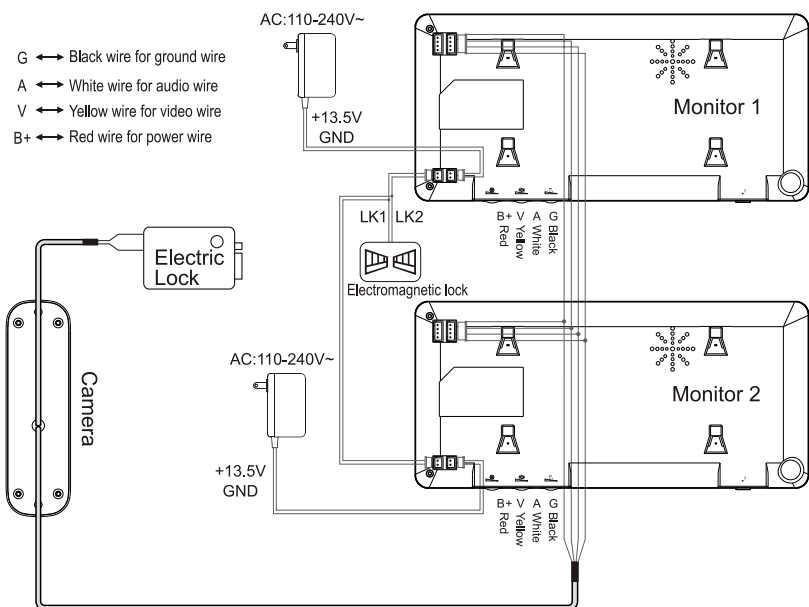 G ↔ Black wire for ground wire
A ↔ White wire for audio wire
V ↔ Yellow wire for video wire
B+ ↔ Red wire for power wire
AC:110-240V~
+13.5V
GND
Monitor 1
LK1 LK2
B+ V A G
Red Yellow White Black
Electromagnetic lock
Electric
Lock
Camera
AC:110-240V~
+13.5V
GND
Monitor 2
B+ V A G
Red Yellow White Black